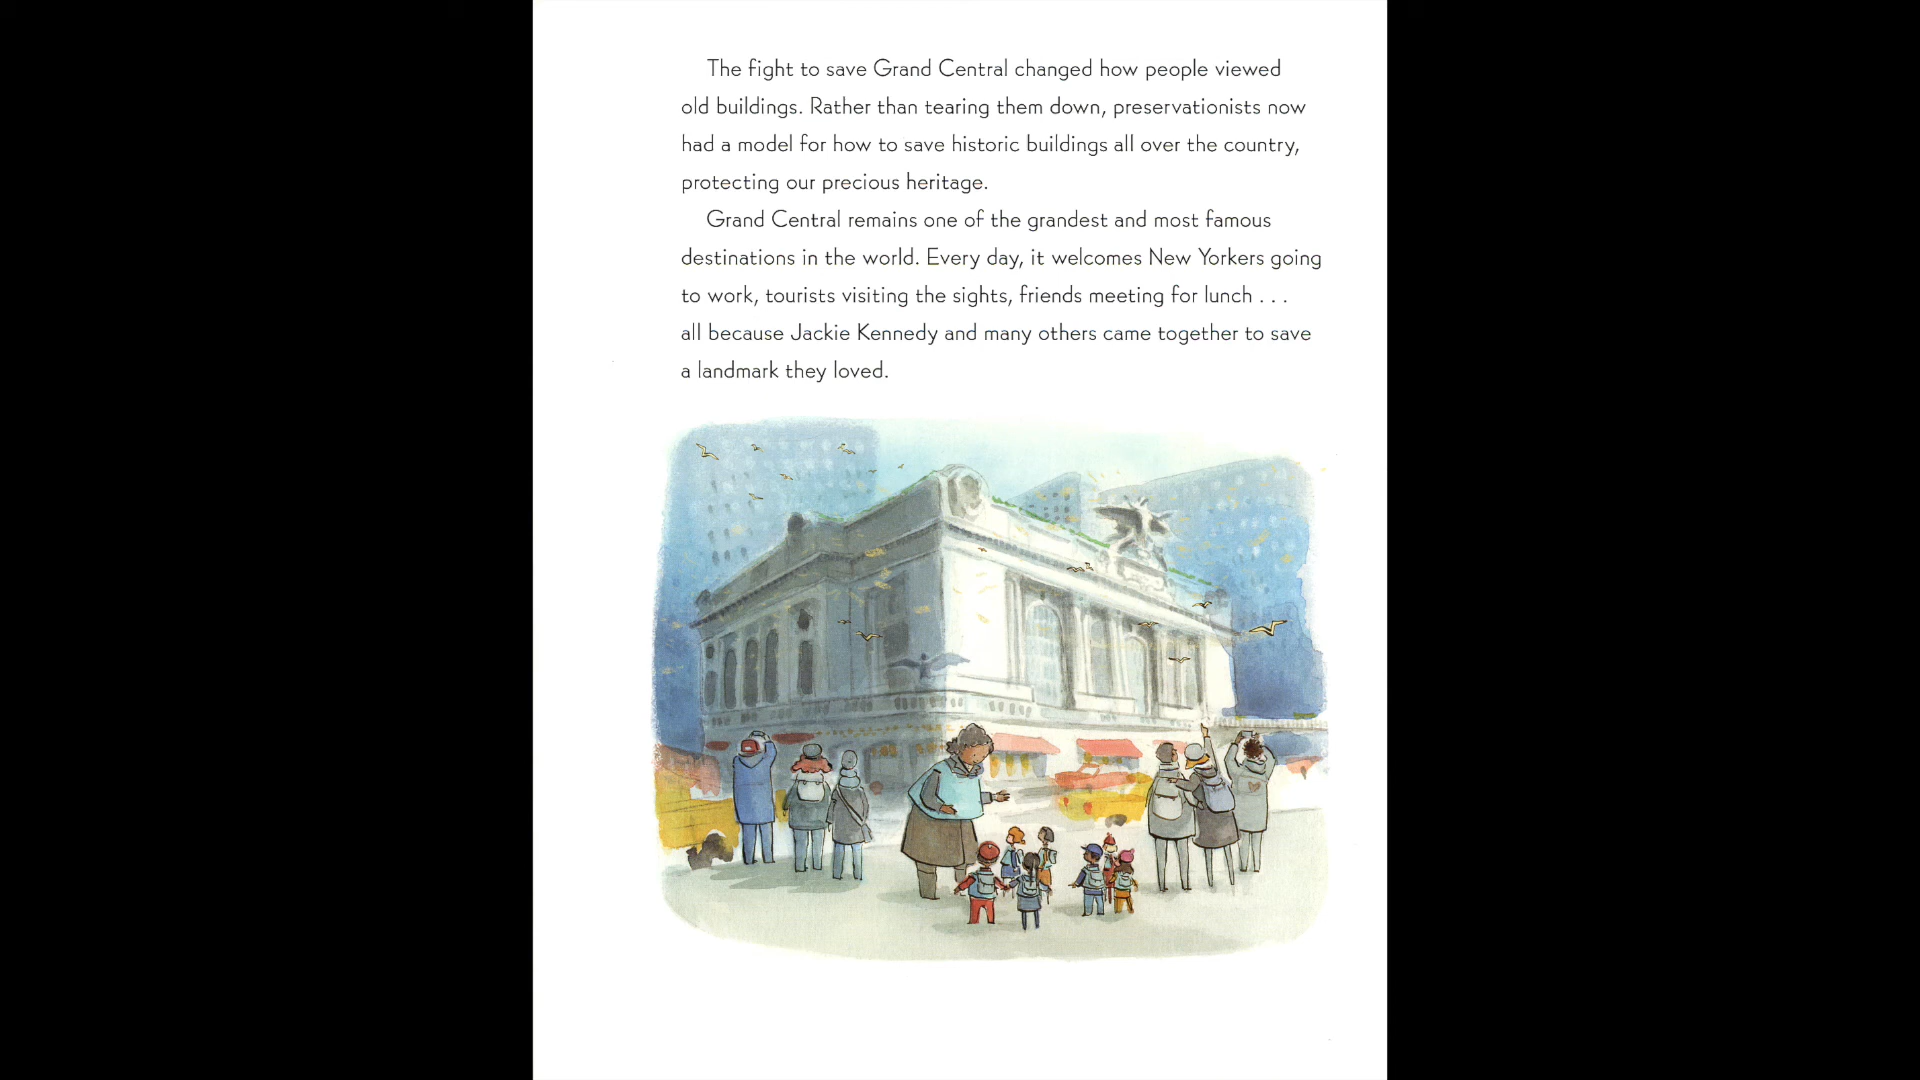 The fight to save Grand Central changed how people viewed
old buildings. Rather than tearing them down, preservationists now
had a model for how to save historic buildings all over the country,
protecting our precious heritage.
Grand Central remains one of the grandest and most famous
destinations in the world. Every day, it welcomes New Yorkers going
to work, tourists visiting the sights, friends meeting for lunch . . .
all because Jackie Kennedy and many others came together to save
a landmark they loved.